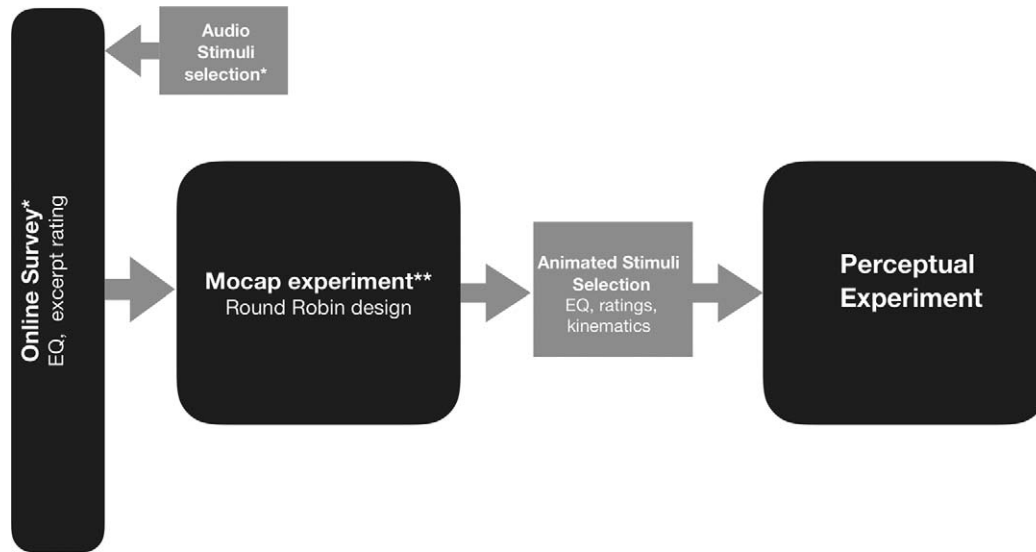 Audio
Stimuli
selection*
Online Survey*
EQ, excerpt rating
Mocap experiment**
Round Robin design
Animated Stimuli
Selection
EQ, ratings,
kinematics
Perceptual
Experiment